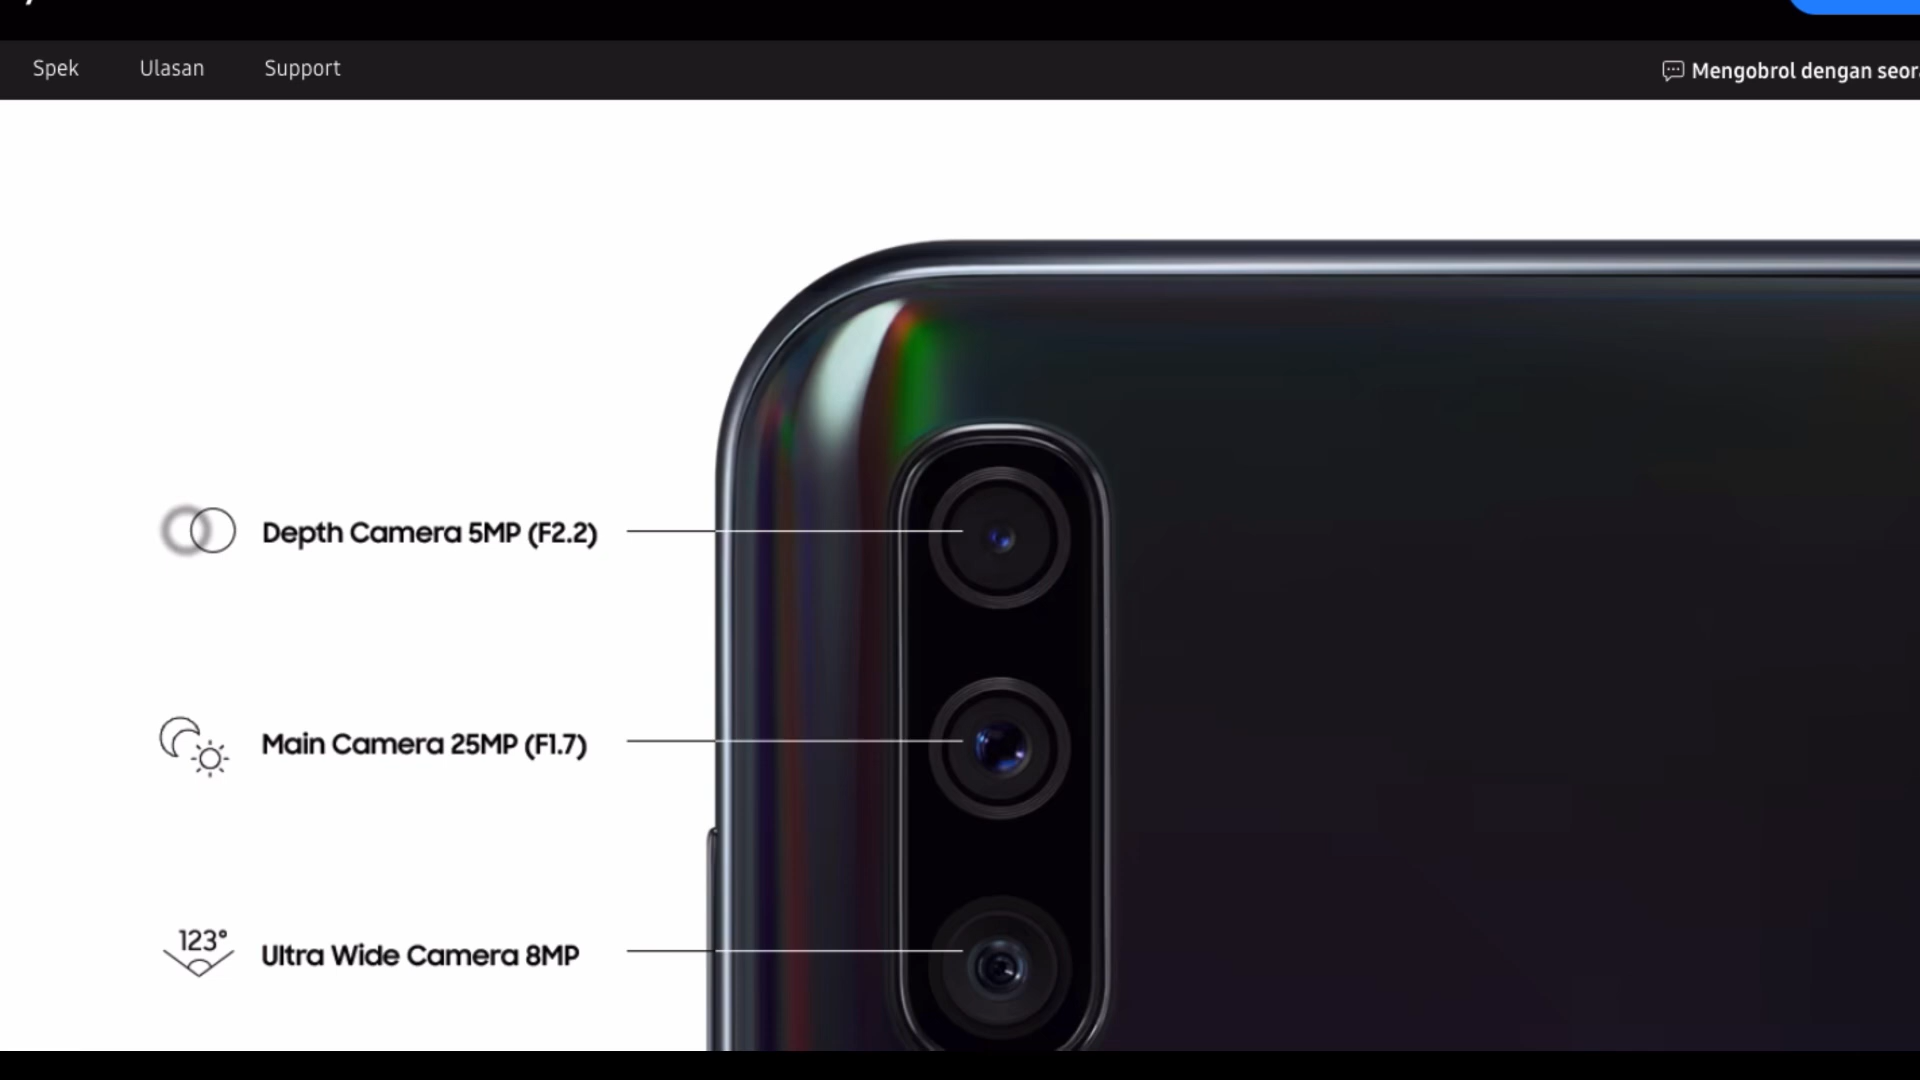 Spek Ulasan Support
Mengobrol dengan
Depth Camera 5MP (F2.2)
Main Camera 25MP (F1.7)
123°
Ultra Wide Camera 8MP